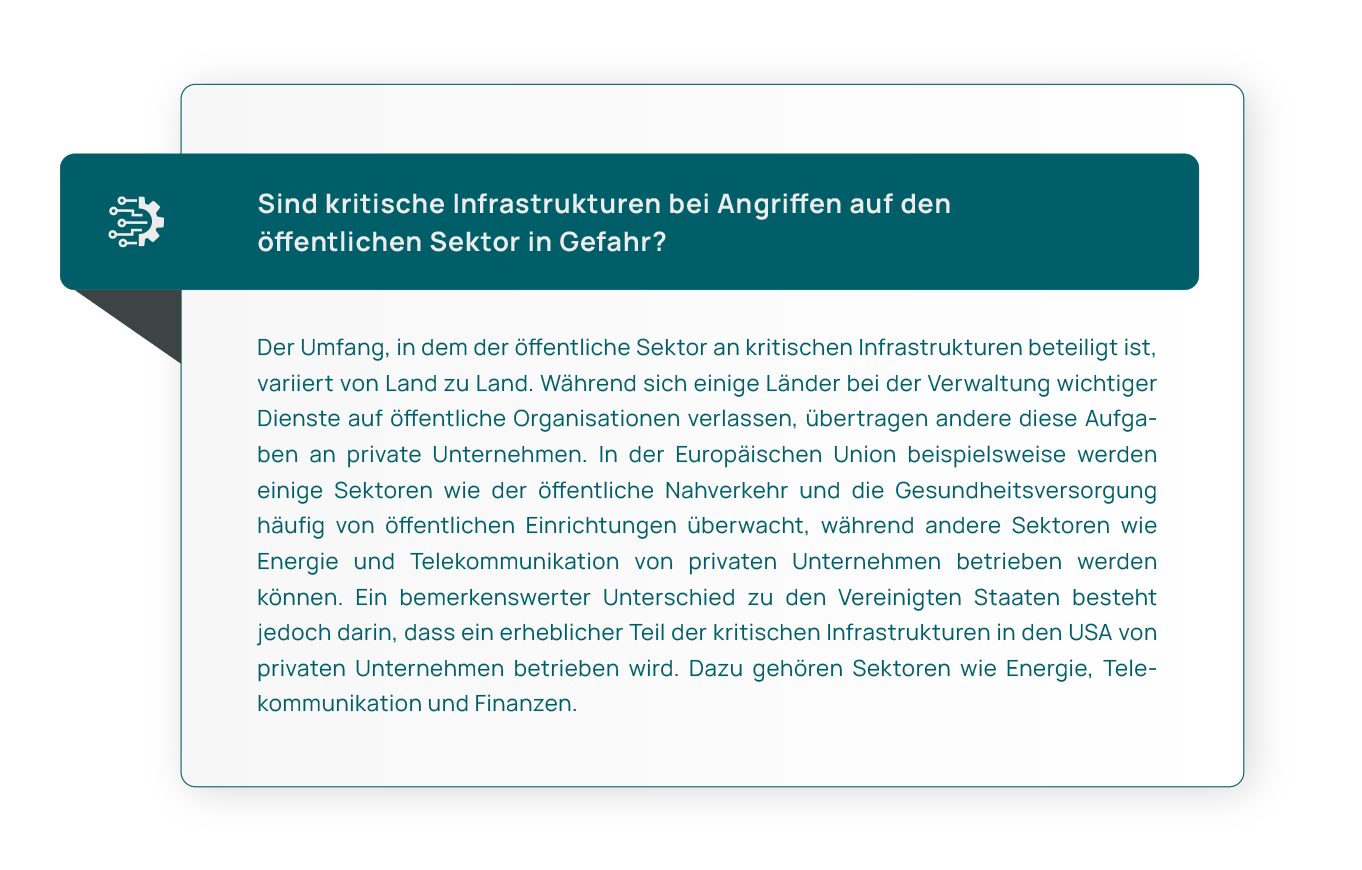 Sind kritische Infrastrukturen bei Angriffen auf den
öffentlichen Sektor in Gefahr?
Der Umfang, in dem der öffentliche Sektor an kritischen Infrastrukturen beteiligt ist,
variiert von Land zu Land. Während sich einige Länder bei der Verwaltung wichtiger
Dienste auf öffentliche Organisationen verlassen, übertragen andere diese Aufga-
ben an private Unternehmen. In der Europäischen Union beispielsweise werden
einige Sektoren wie der öffentliche Nahverkehr und die Gesundheitsversorgung
häufig von öffentlichen Einrichtungen überwacht, während andere Sektoren wie
Energie und Telekommunikation von privaten Unternehmen betrieben werden
können. Ein bemerkenswerter Unterschied zu den Vereinigten Staaten besteht
jedoch darin, dass ein erheblicher Teil der kritischen Infrastrukturen in den USA von
privaten Unternehmen betrieben wird. Dazu gehören Sektoren wie Energie, Tele-
kommunikation und Finanzen.